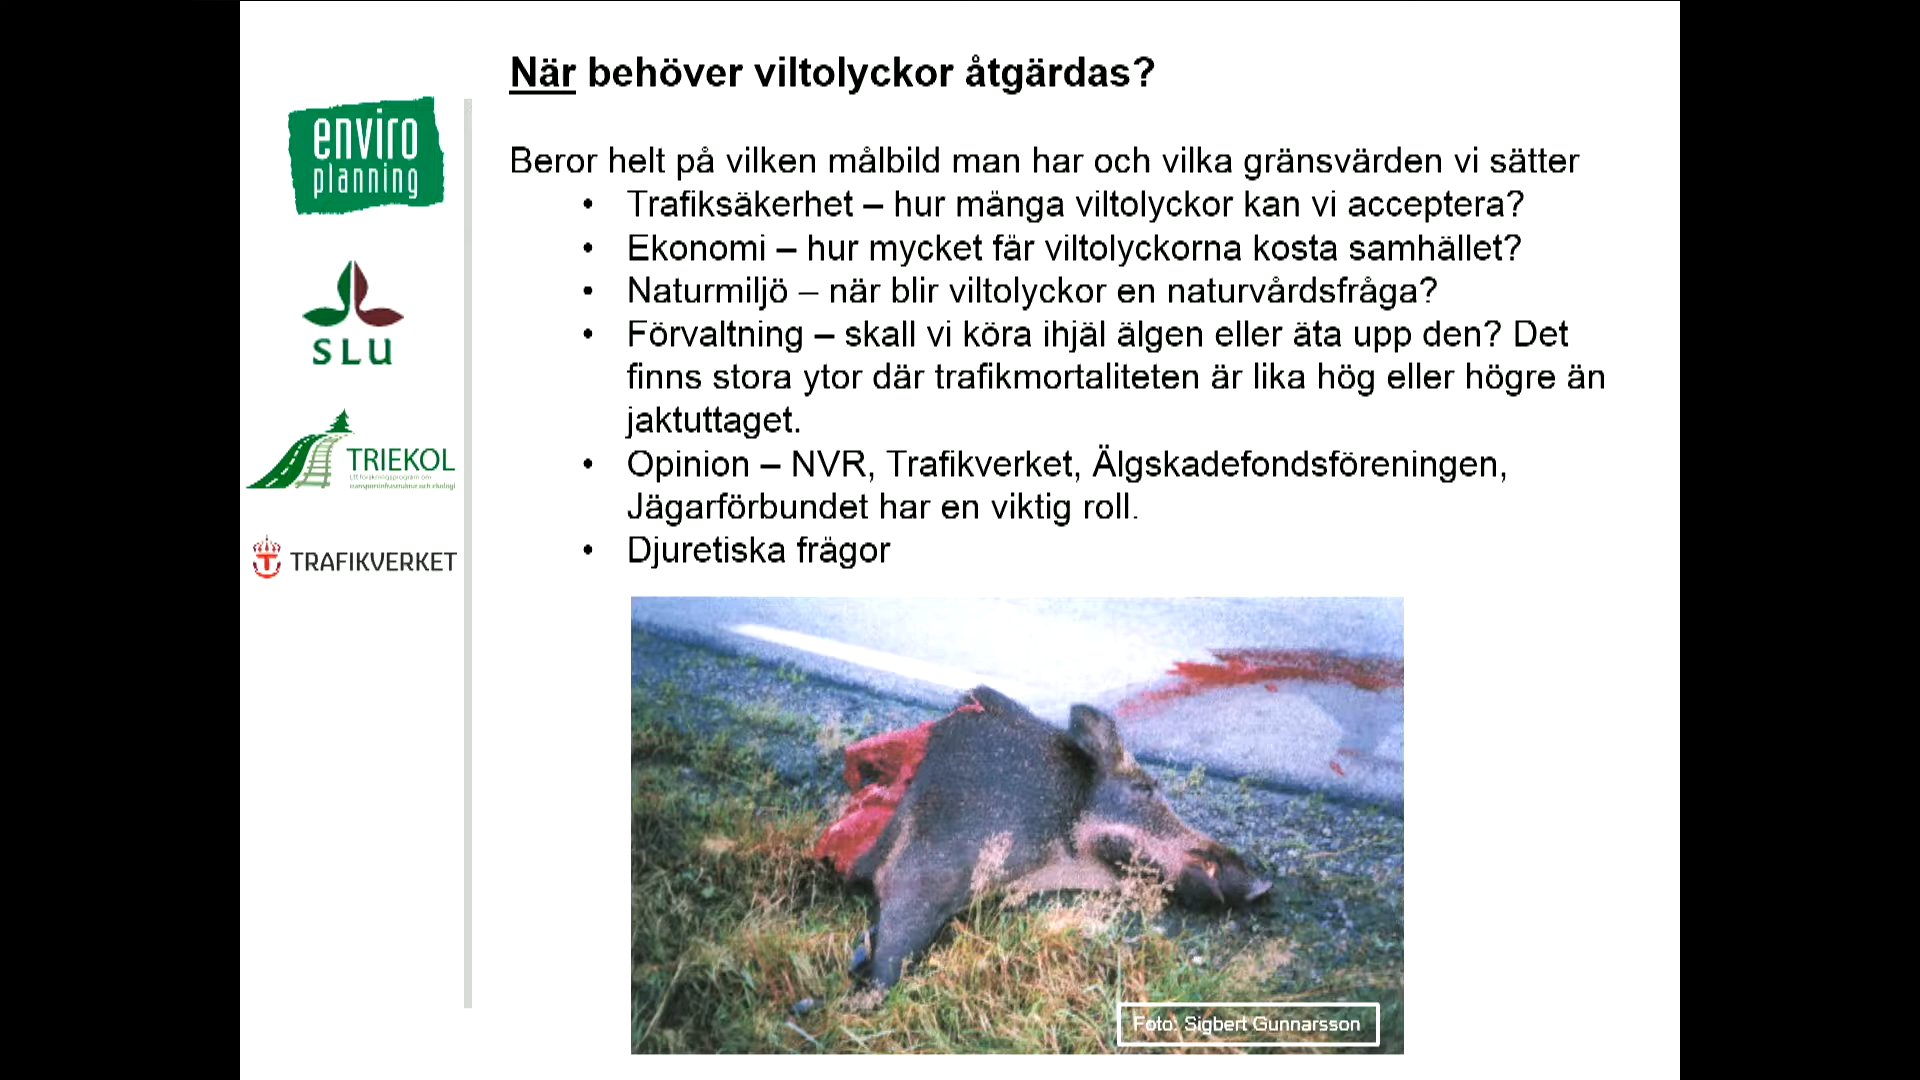 När behöver viltolyckor åtgärdas?
Beror helt på vilken målbild man har och vilka gränsvärden vi sätter
• Trafiksäkerhet – hur många viltolyckor kan vi acceptera?
• Ekonomi – hur mycket får viltolyckorna kosta samhället?
• Naturmiljö – när blir viltolyckor en naturvårdsfråga?
• Förvaltning – skall vi köra ihjäl älgen eller äta upp den? Det
finns stora ytor där trafikmortaliteten är lika hög eller högre än
jaktuttaget.
• Opinion – NVR, Trafikverket, Älgskadefondsföreningen,
Jägarförbundet har en viktig roll.
• Djuretiska frågor
enviro
planning
SLU
TRIEKOL
Ett forskningsprogram om
transportinfrastruktur och ekologi
TRAFIKVERKET
Foto: Sigbert Gunnarsson